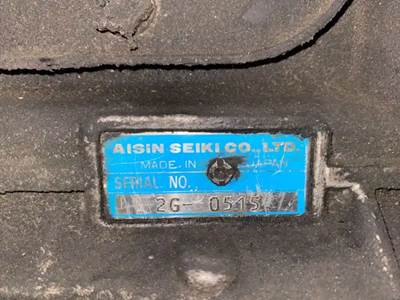 AISIN SEIKI CO., LTD.
MADE IN JAPAN
SERIAL NO.
A 2G- 0515